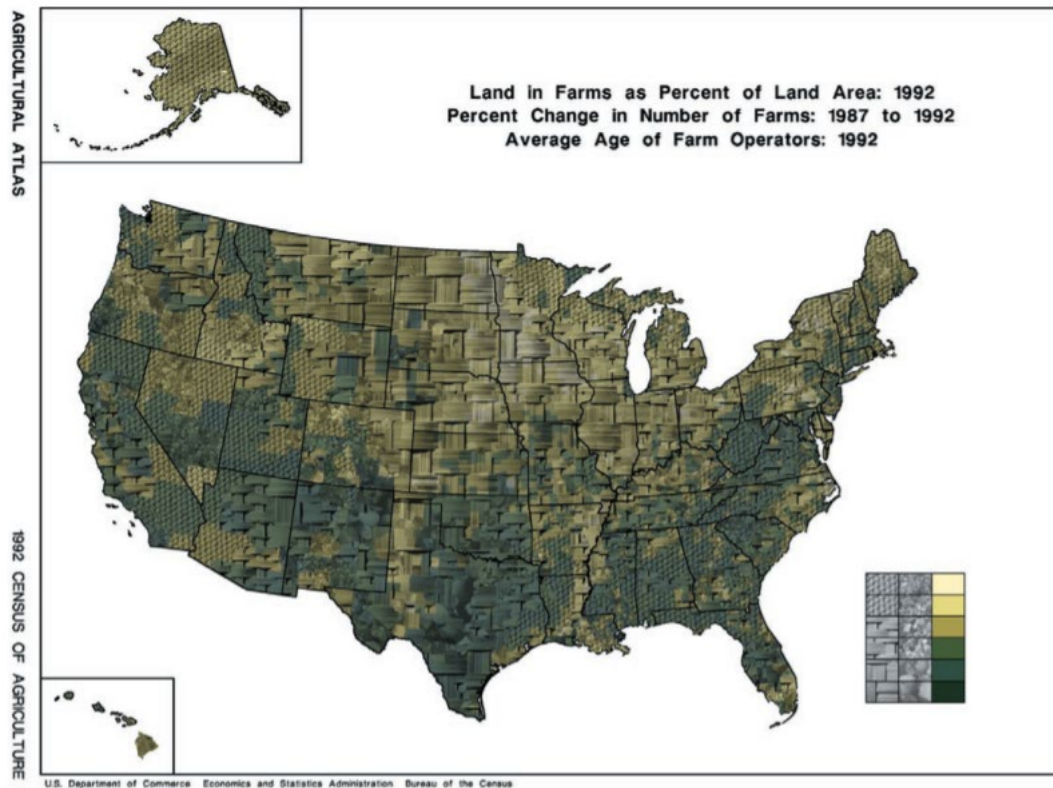 AGRICULTURAL ATLAS
Land in Farms as Percent of Land Area: 1992
Percent Change in Number of Farms: 1987 to 1992
Average Age of Farm Operators: 1992
1992 CENSUS OF AGRICULTURE
U.S. Department of Commerce Economics and Statistics Administration Bureau of the Census